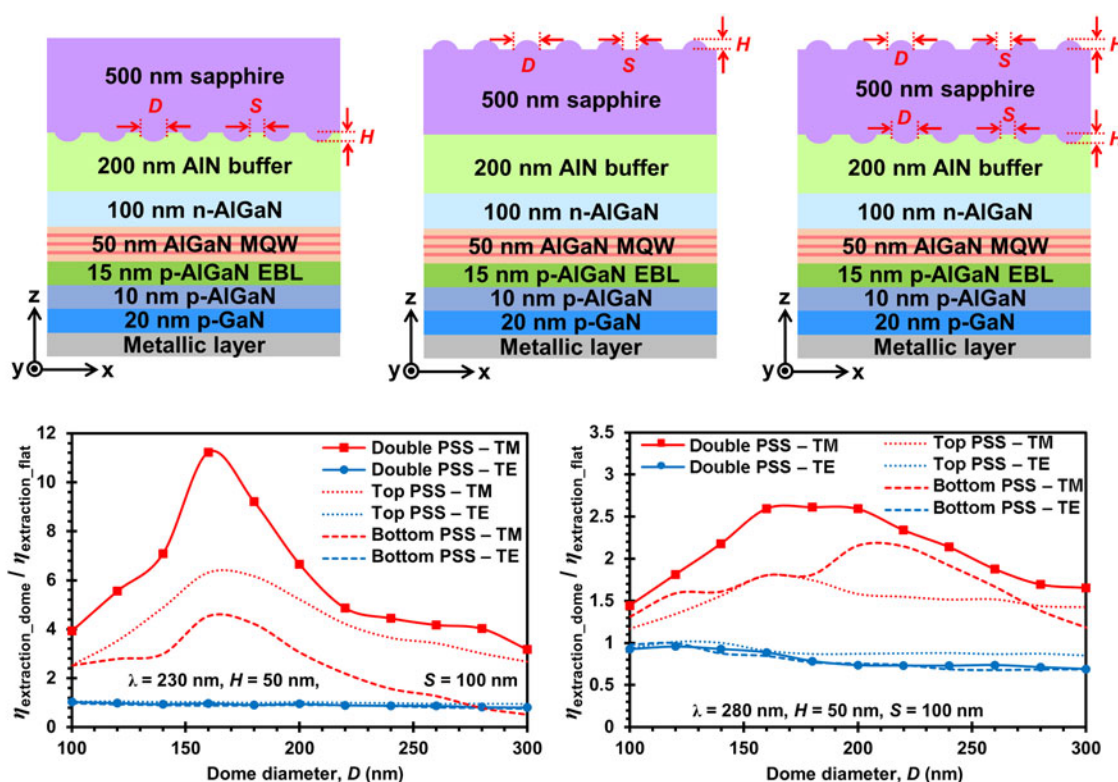 500 nm sapphire
D
S
H
200 nm AlN buffer
100 nm n-AlGaN
50 nm AlGaN MQW
15 nm p-AlGaN EBL
10 nm p-AlGaN
20 nm p-GaN
Metallic layer
z
y
x
D
S
H
500 nm sapphire
200 nm AlN buffer
100 nm n-AlGaN
50 nm AlGaN MQW
15 nm p-AlGaN EBL
10 nm p-AlGaN
20 nm p-GaN
Metallic layer
z
y
x
D
S
H
500 nm sapphire
D
S
H
200 nm AlN buffer
100 nm n-AlGaN
50 nm AlGaN MQW
15 nm p-AlGaN EBL
10 nm p-AlGaN
20 nm p-GaN
Metallic layer
z
y
x
ηextraction_dome / ηextraction_flat
12
10
8
6
4
2
0
Double PSS – TM
Double PSS – TE
Top PSS – TM
Top PSS – TE
Bottom PSS – TM
Bottom PSS – TE
λ = 230 nm, H = 50 nm, S = 100 nm
100 150 200 250 300
Dome diameter, D (nm)
ηextraction_dome / ηextraction_flat
3.5
3
2.5
2
1.5
1
0.5
0
Double PSS – TM
Double PSS – TE
Top PSS – TM
Top PSS – TE
Bottom PSS – TM
Bottom PSS – TE
λ = 280 nm, H = 50 nm, S = 100 nm
100 150 200 250 300
Dome diameter, D (nm)